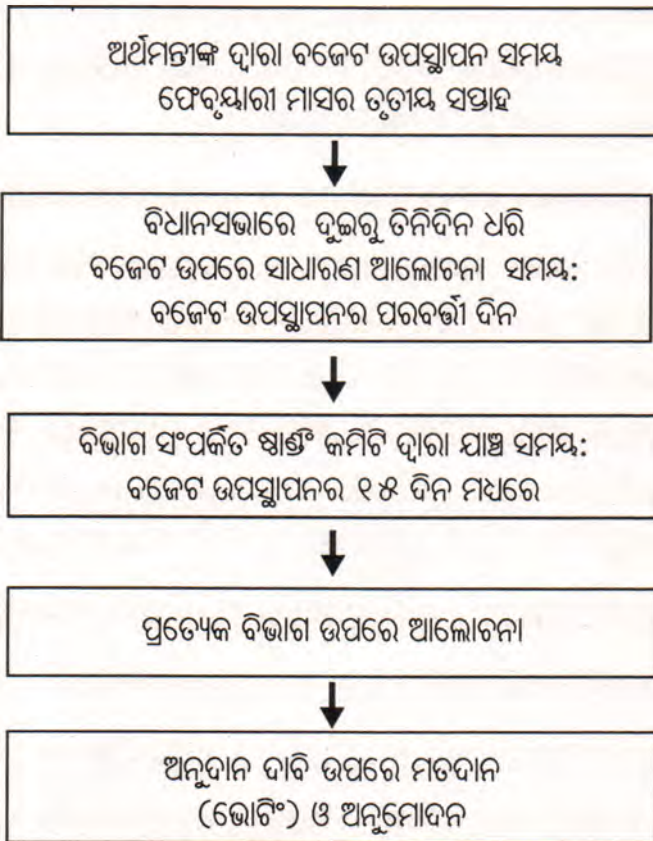 ଅର୍ଥମନ୍ତ୍ରୀଙ୍କ ଦ୍ୱାରା ବଜେଟ ଉପସ୍ଥାପନ ସମୟ
ଫେବୃୟାରୀ ମାସର ତୃତୀୟ ସପ୍ତାହ
ବିଧାନସଭାରେ ଦୁଇରୁ ତିନିଦିନ ଧରି
ବଜେଟ ଉପରେ ସାଧାରଣ ଆଲୋଚନା ସମୟ:
ବଜେଟ ଉପସ୍ଥାପନର ପରବର୍ତ୍ତୀ ଦିନ
ବିଭାଗ ସଂପର୍କିତ ଷ୍ଟାଣ୍ଡିଂ କମିଟି ଦ୍ୱାରା ଯାଞ୍ଚ ସମୟ:
ବଜେଟ ଉପସ୍ଥାପନର ୧୫ ଦିନ ମଧ୍ୟରେ
ପ୍ରତ୍ୟେକ ବିଭାଗ ଉପରେ ଆଲୋଚନା
ଅନୁଦାନ ଦାବି ଉପରେ ମତଦାନ
(ଭୋଟିଂ) ଓ ଅନୁମୋଦନ